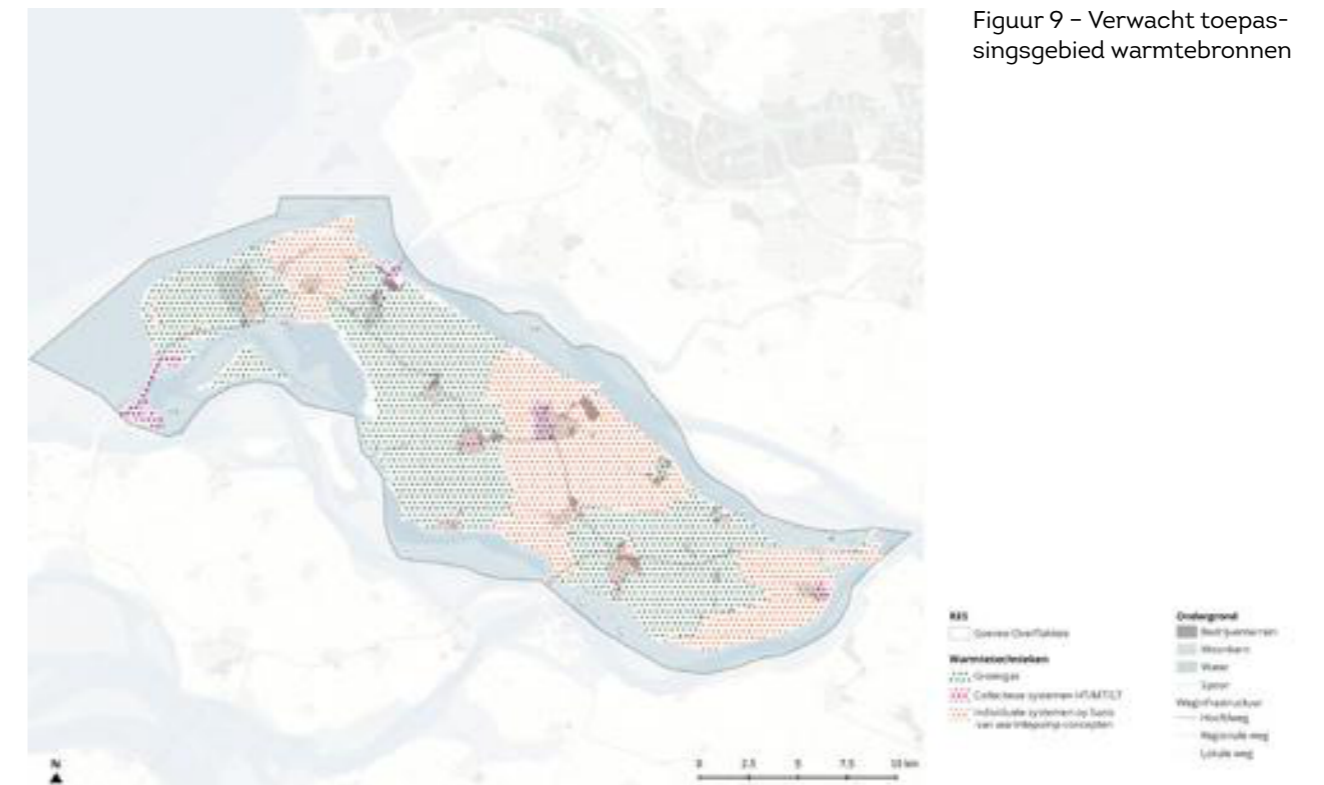 Figuur 9 – Verwacht toepas-
singsgebied warmtebronnen
N
0 2.5 5 7.5 10 km
RES
Goeree-Overflakkee
Warmtetechnieken
Groengas
Collectieve systemen HT/MT/LT
Individuele systemen op basis
van warmtepomp-concepten
Ondergrond
Bedrijventerrein
Woonkern
Water
Spoor
Weginfrastructuur
Hoofdweg
Regionale weg
Lokale weg